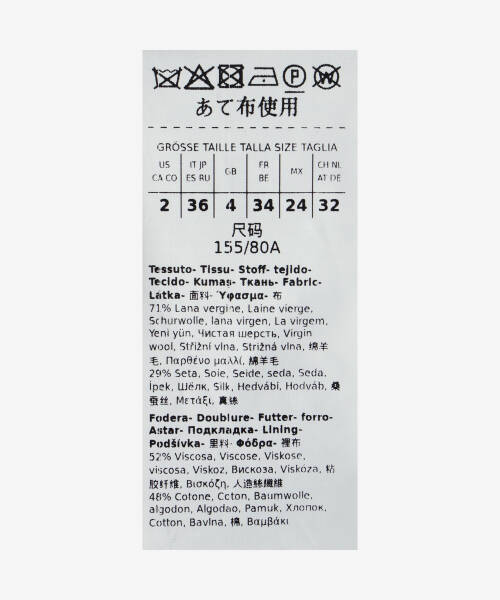 P W
あて布使用
GRÖSSE TAILLE TALLA SIZE TAGLIA
US CA CO IT JP ES RU GB FR BE MX CH NL AT DE
2 36 4 34 24 32
尺码
155/80A
Tessuto- Tissu- Stoff- tejido-
Tecido- Kumaş- Ткань- Fabric-
Látka- 面料- Ύφασμα- 布
71% Lana vergine, Laine vierge,
Schurwolle, lana virgen, La virgem,
Yeni yün, Чистая шерсть, Virgin
wool, Střižní vlna, Strižná vlna, 绵羊
毛, Παρθένο μαλλί, 綿羊毛
29% Seta, Soie, Seide, seda, Seda,
İpek, Шёлк, Silk, Hedvábí, Hodváb, 桑
蚕丝, Μετάξι, 真絲
Fodera- Doublure- Futter- forro-
Astar- Подкладка- Lining-
Podšívka- 里料- Φόδρα- 裡布
52% Viscosa, Viscose, Viskose,
viscosa, Viskoz, Вискоза, Viskóza, 粘
胶纤维, Βισκόζη, 人造絲纖維
48% Cotone, Coton, Baumwolle,
algodon, Algodao, Pamuk, Хлопок,
Cotton, Bavlna, 棉, Βαμβάκι